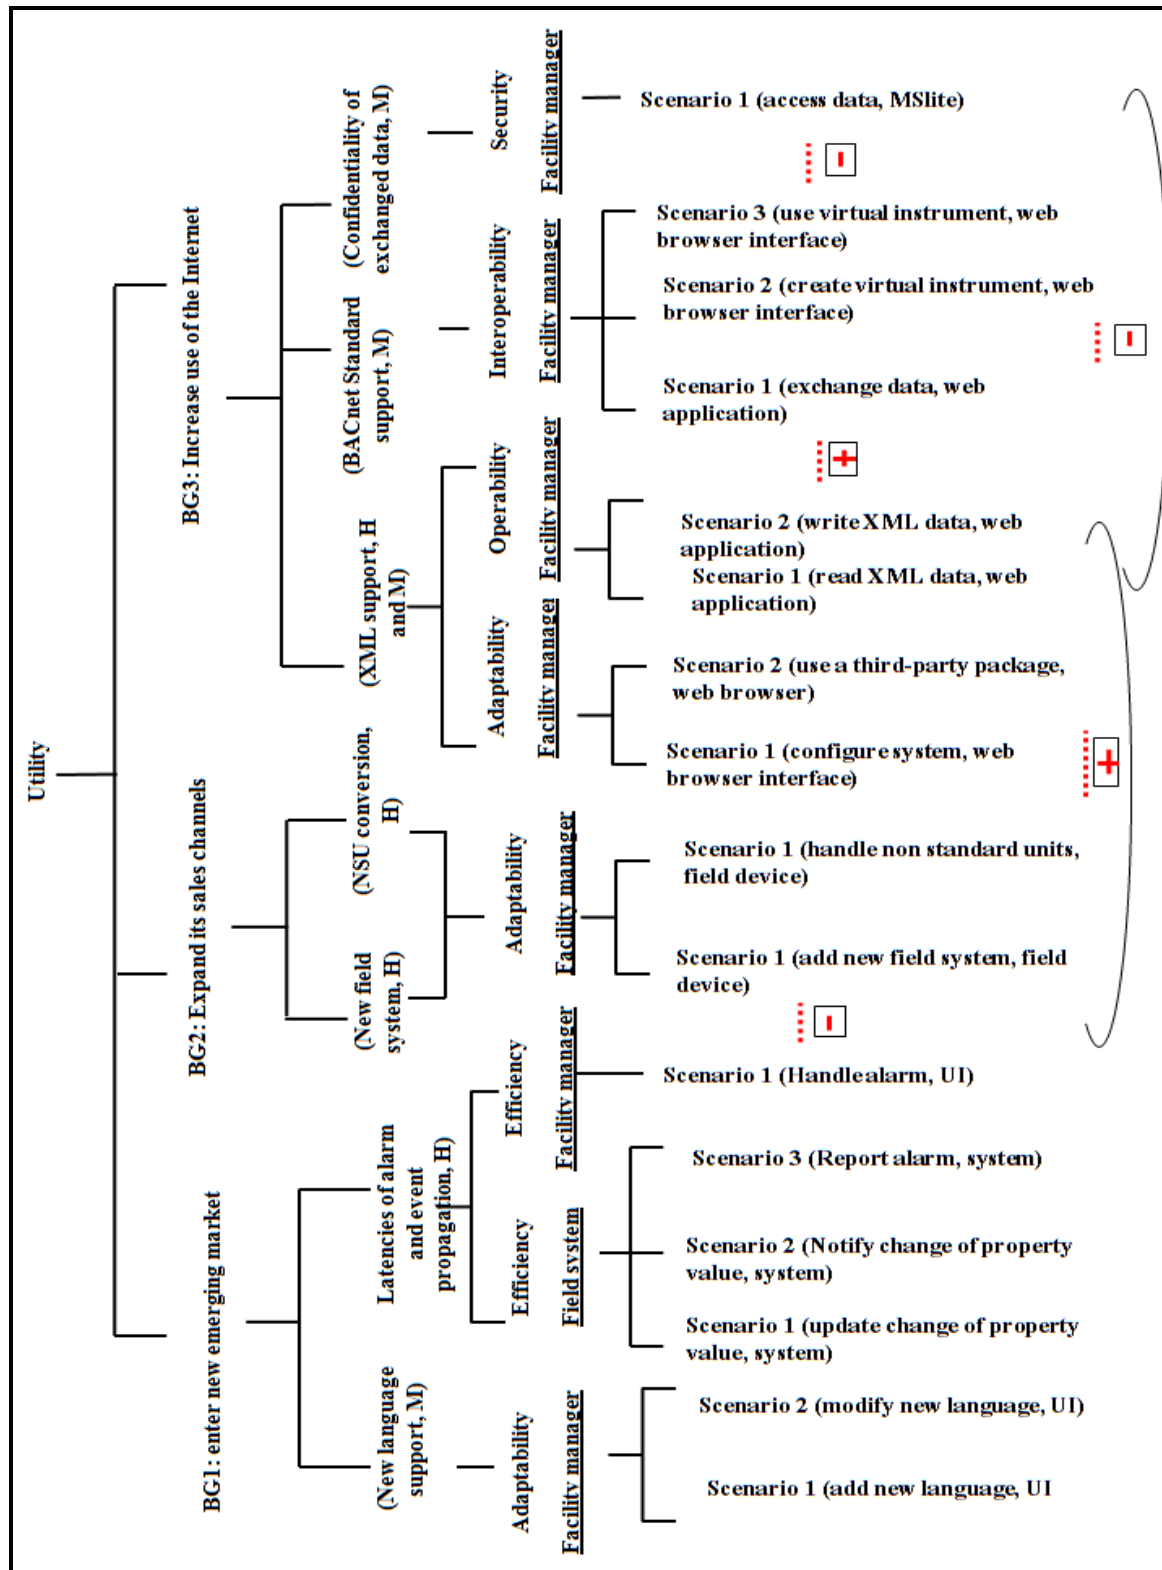 Utility
BG1: enter new emerging market
BG2: Expand its sales channels
BG3: Increase use of the Internet
(New language
support, M)
Latencies of alarm
and event
propagation, H)
(New field
system, H)
(NSU conversion,
H)
(XML support, H
and M)
(BACnet Standard
support, M)
(Confidentiality of
exchanged data, M)
Adaptability
Efficiency
Efficiency
Adaptability
Adaptability
Operability
Interoperability
Security
Facility manager
Field system
Facility manager
Facility manager
Facility manager
Facility manager
Facility manager
Facility manager
Scenario 1 (access data, MSlite)
–
Scenario 3 (use virtual instrument, web
browser interface)
Scenario 2 (create virtual instrument, web
browser interface)
–
Scenario 1 (exchange data, web
application)
+
Scenario 2 (write XML data, web
application)
Scenario 1 (read XML data, web
application)
Scenario 2 (use a third-party package,
web browser)
Scenario 1 (configure system, web
browser interface)
+
Scenario 1 (handle non standard units,
field device)
Scenario 1 (add new field system, field
device)
–
Scenario 1 (Handle alarm, UI)
Scenario 3 (Report alarm, system)
Scenario 2 (Notify change of property
value, system)
Scenario 1 (update change of property
value, system)
Scenario 2 (modify new language, UI)
Scenario 1 (add new language, UI